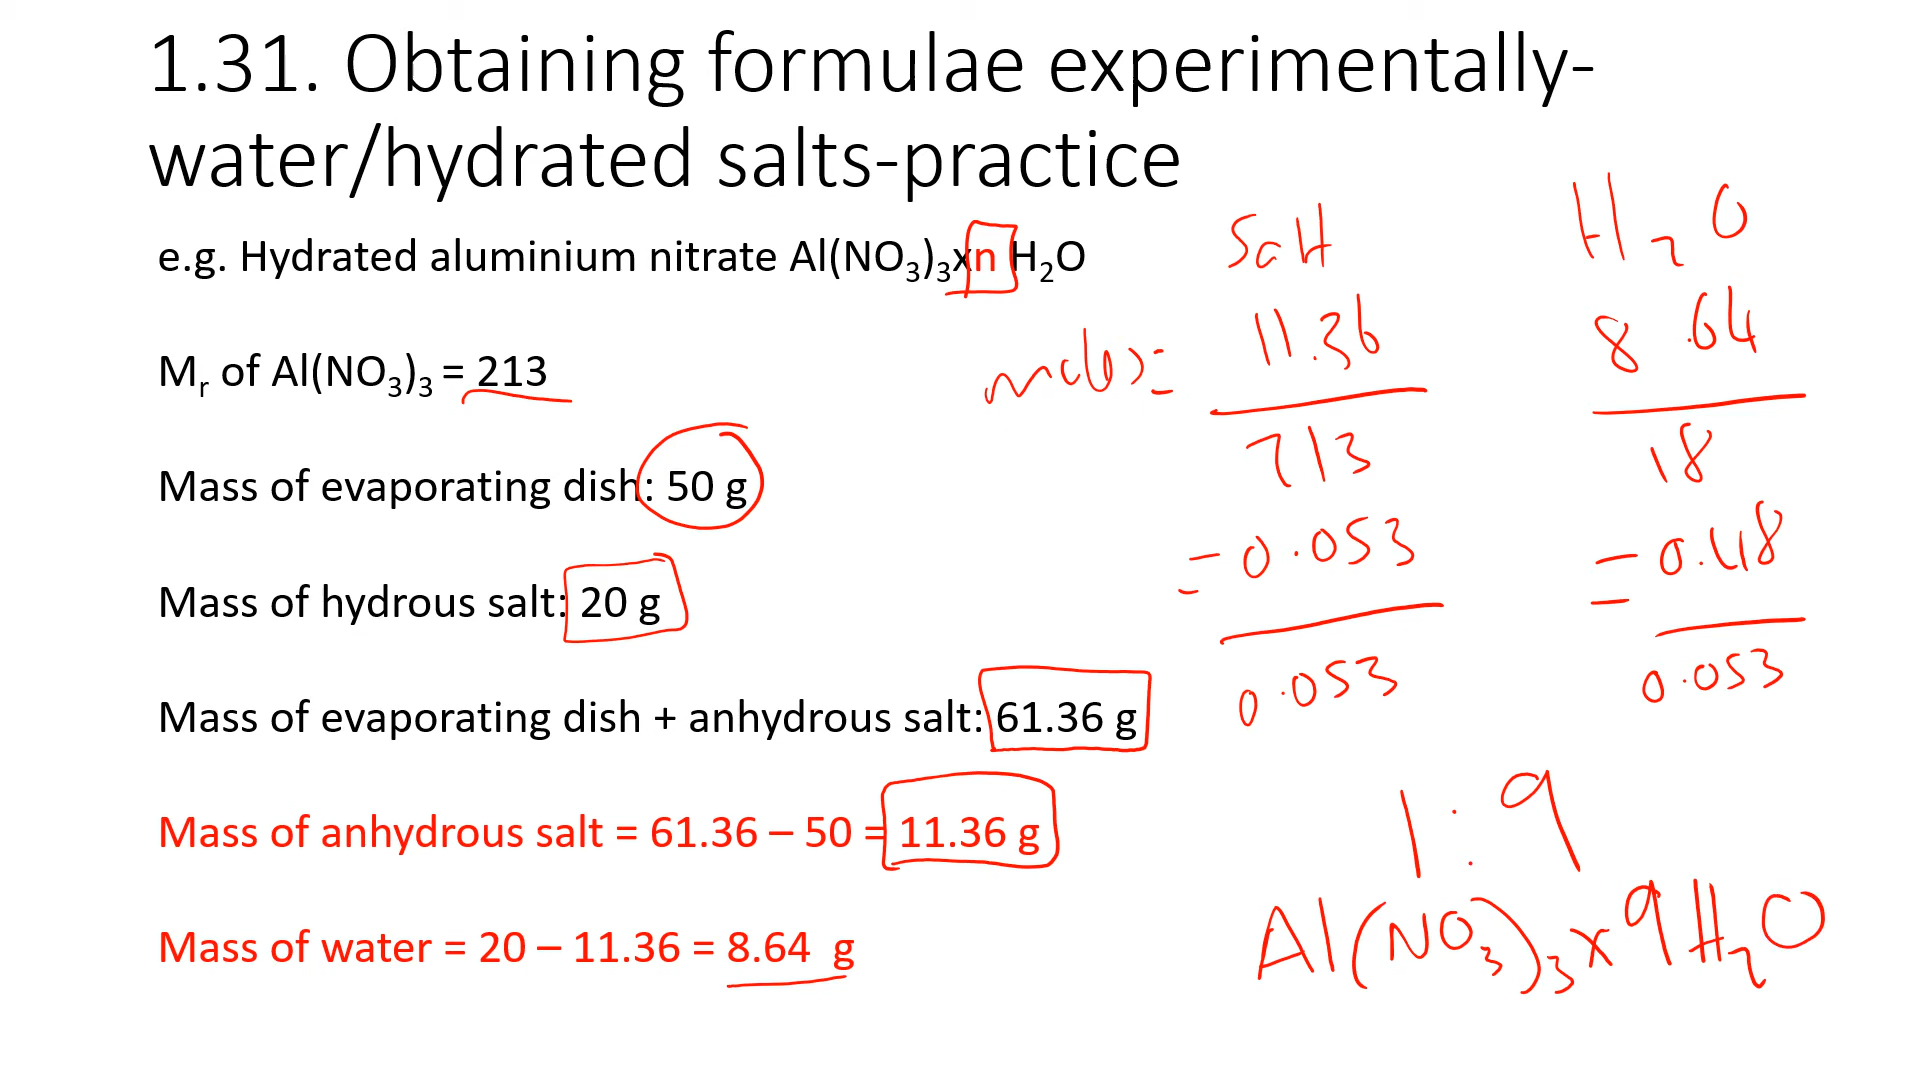 1.31. Obtaining formulae experimentally-
water/hydrated salts-practice
e.g. Hydrated aluminium nitrate Al(NO₃)₃xn H₂O
Mᵣ of Al(NO₃)₃ = 213
Mass of evaporating dish: 50 g
Mass of hydrous salt: 20 g
Mass of evaporating dish + anhydrous salt: 61.36 g
Mass of anhydrous salt = 61.36 – 50 = 11.36 g
Mass of water = 20 – 11.36 = 8.64 g
Salt H₂O
moles = 11.36 8.64
213 18
= 0.053 = 0.48
0.053 0.053
1 : 9
Al(NO₃)₃ x 9H₂O